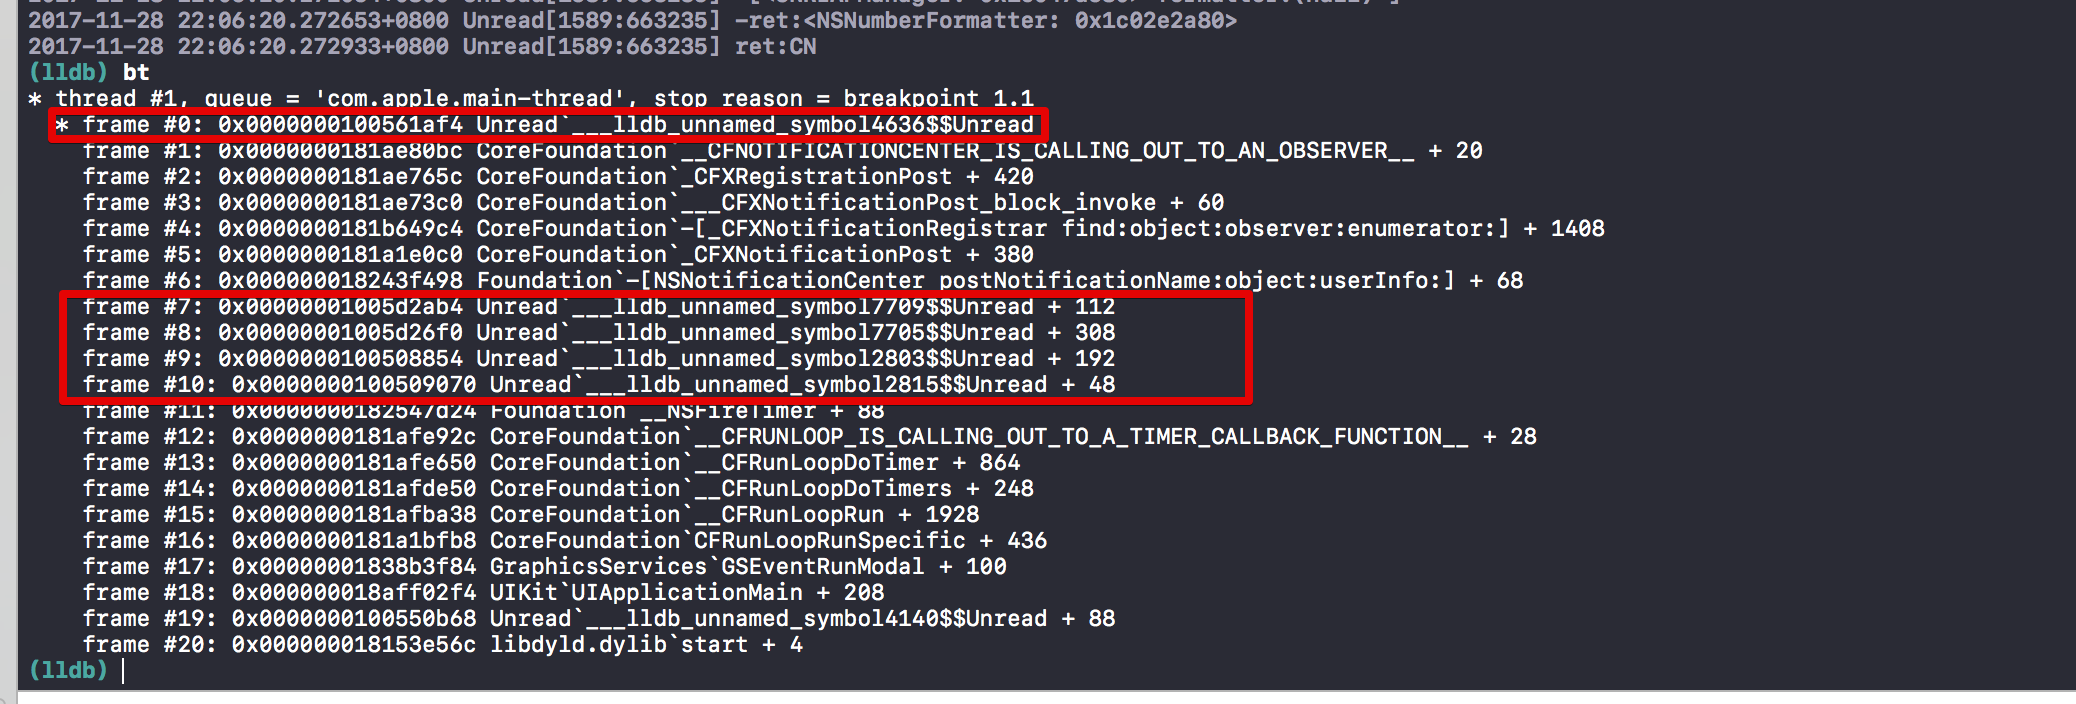 2017-11-28 22:06:20.272653+0800 Unread[1589:663235] -ret:<NSNumberFormatter: 0x1c02e2a80>
2017-11-28 22:06:20.272933+0800 Unread[1589:663235] ret:CN
(lldb) bt
* thread #1, queue = 'com.apple.main-thread', stop reason = breakpoint 1.1
* frame #0: 0x0000000100561af4 Unread`___lldb_unnamed_symbol4636$$Unread
frame #1: 0x0000000181ae80bc CoreFoundation`__CFNOTIFICATIONCENTER_IS_CALLING_OUT_TO_AN_OBSERVER__ + 20
frame #2: 0x0000000181ae765c CoreFoundation`_CFXRegistrationPost + 420
frame #3: 0x0000000181ae73c0 CoreFoundation`___CFXNotificationPost_block_invoke + 60
frame #4: 0x0000000181b649c4 CoreFoundation`-[_CFXNotificationRegistrar find:object:observer:enumerator:] + 1408
frame #5: 0x0000000181a1e0c0 CoreFoundation`_CFXNotificationPost + 380
frame #6: 0x000000018243f498 Foundation`-[NSNotificationCenter postNotificationName:object:userInfo:] + 68
frame #7: 0x00000001005d2ab4 Unread`___lldb_unnamed_symbol7709$$Unread + 112
frame #8: 0x00000001005d26f0 Unread`___lldb_unnamed_symbol7705$$Unread + 308
frame #9: 0x0000000100508854 Unread`___lldb_unnamed_symbol2803$$Unread + 192
frame #10: 0x0000000100509070 Unread`___lldb_unnamed_symbol2815$$Unread + 48
frame #11: 0x0000000182547d24 Foundation`__NSFireTimer + 88
frame #12: 0x0000000181afe92c CoreFoundation`__CFRUNLOOP_IS_CALLING_OUT_TO_A_TIMER_CALLBACK_FUNCTION__ + 28
frame #13: 0x0000000181afe650 CoreFoundation`__CFRunLoopDoTimer + 864
frame #14: 0x0000000181afde50 CoreFoundation`__CFRunLoopDoTimers + 248
frame #15: 0x0000000181afba38 CoreFoundation`__CFRunLoopRun + 1928
frame #16: 0x0000000181a1bfb8 CoreFoundation`CFRunLoopRunSpecific + 436
frame #17: 0x00000001838b3f84 GraphicsServices`GSEventRunModal + 100
frame #18: 0x000000018aff02f4 UIKit`UIApplicationMain + 208
frame #19: 0x0000000100550b68 Unread`___lldb_unnamed_symbol4140$$Unread + 88
frame #20: 0x000000018153e56c libdyld.dylib`start + 4
(lldb)